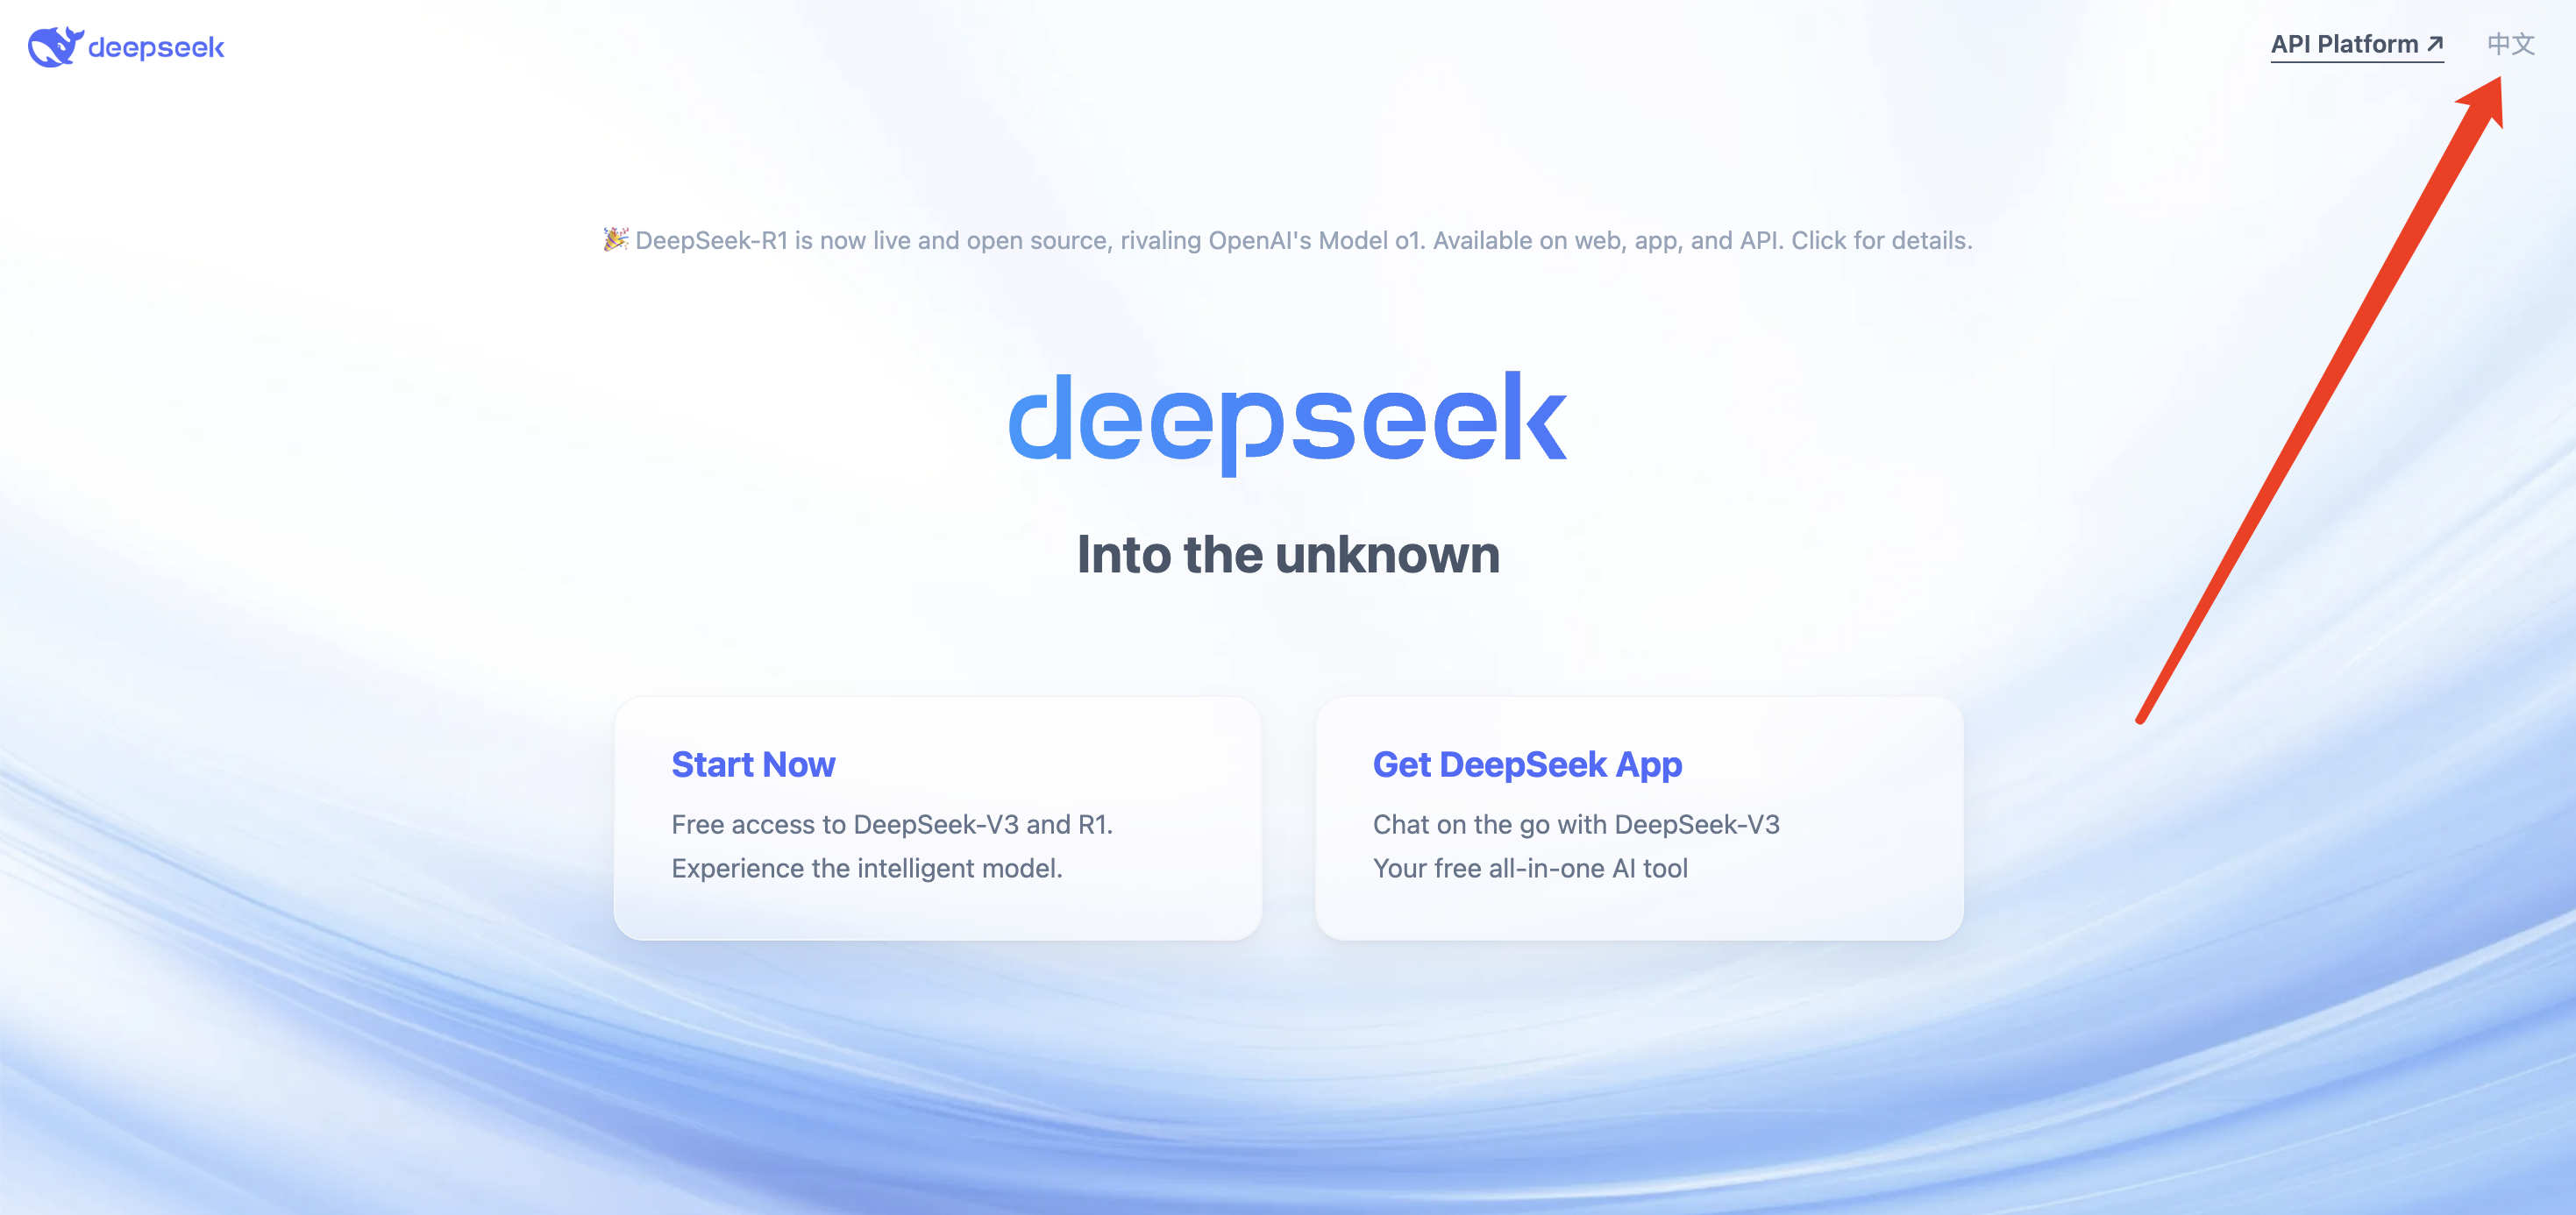 deepseek
API Platform ↗
中文
🎉 DeepSeek-R1 is now live and open source, rivaling OpenAI's Model o1. Available on web, app, and API. Click for details.
deepseek
Into the unknown
Start Now
Free access to DeepSeek-V3 and R1.
Experience the intelligent model.
Get DeepSeek App
Chat on the go with DeepSeek-V3
Your free all-in-one AI tool